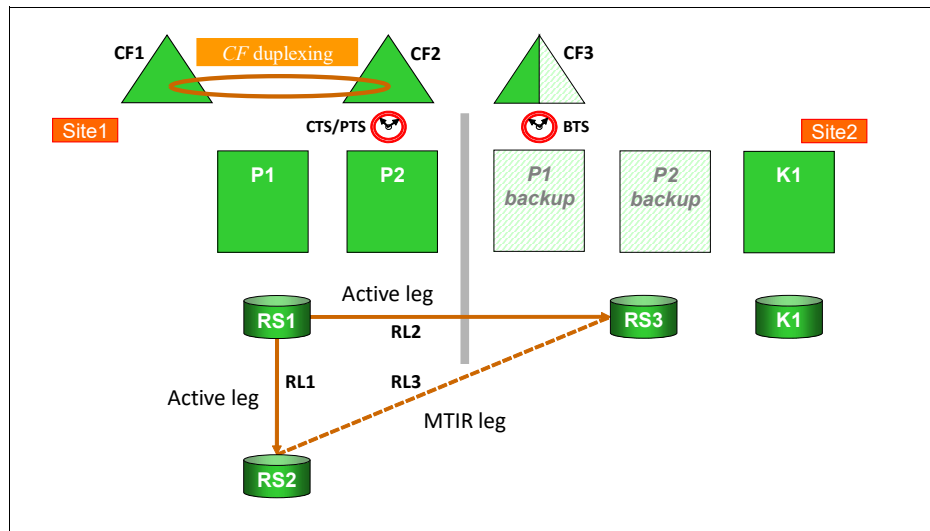 CF1
CF duplexing
CF2
CF3
Site1
CTS/PTS
BTS
Site2
P1
P2
P1
backup
P2
backup
K1
Active leg
RS1
RL2
RS3
K1
Active leg
RL1
RL3
MTIR leg
RS2